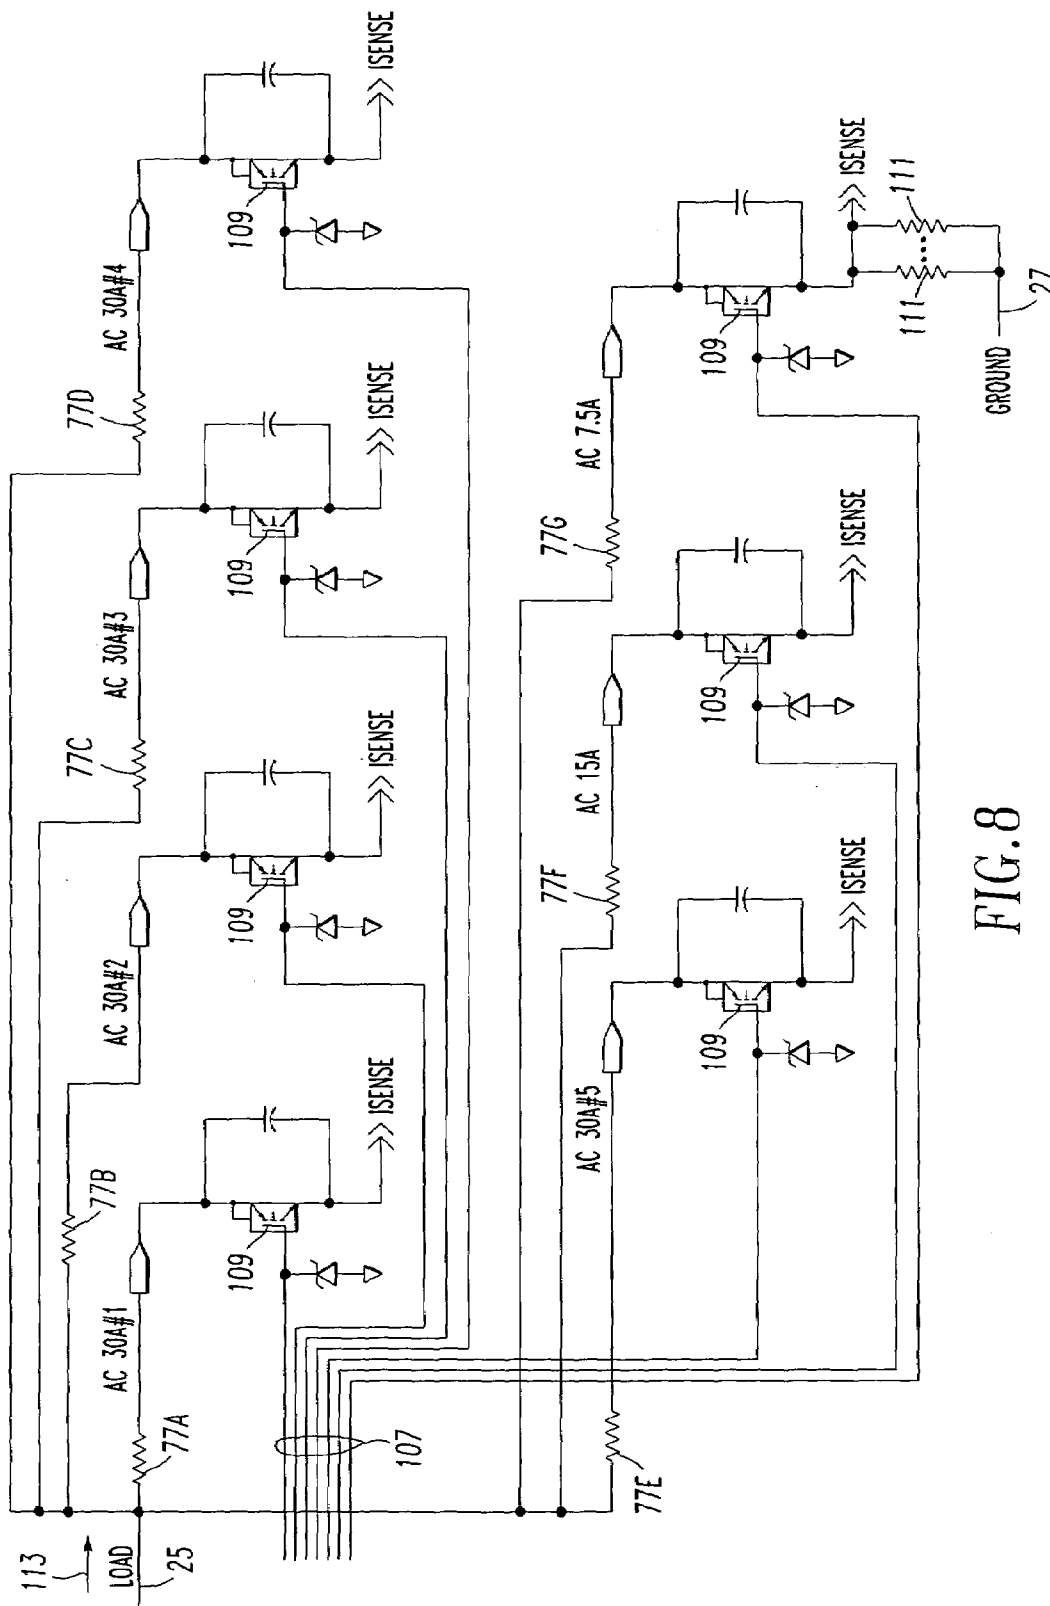 113
LOAD
25
77A
AC 30A#1
109
ISENSE
107
77B
AC 30A#2
109
ISENSE
77C
AC 30A#3
109
ISENSE
77D
AC 30A#4
109
ISENSE
77E
AC 30A#5
109
ISENSE
77F
AC 15A
109
ISENSE
77G
AC 7.5A
109
ISENSE
111
111
GROUND
27
FIG.8